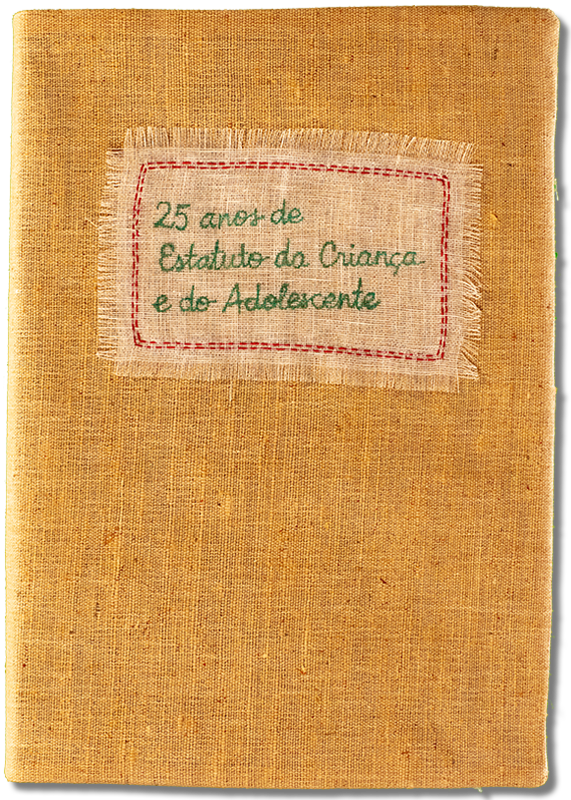 25 anos de
Estatuto da Criança
e do Adolescente